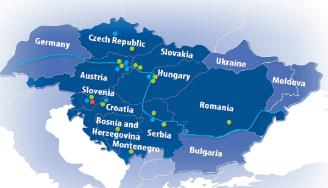 Germany
Czech Republic
Slovakia
Ukraine
Austria
Hungary
Moldova
Slovenia
Croatia
Romania
Bosnia and
Herzegovina
Serbia
Montenegro
Bulgaria